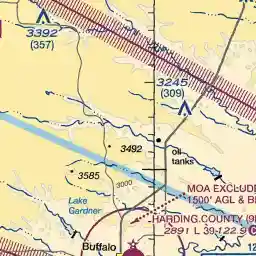 3392
(357)
3245
(309)
3492
oil
tanks
3585
3000
MOA EXCLUD
1500' AGL & B
Lake
Gardner
HARDING COUNTY (9
2891 L 39 122.9 C
Buffalo